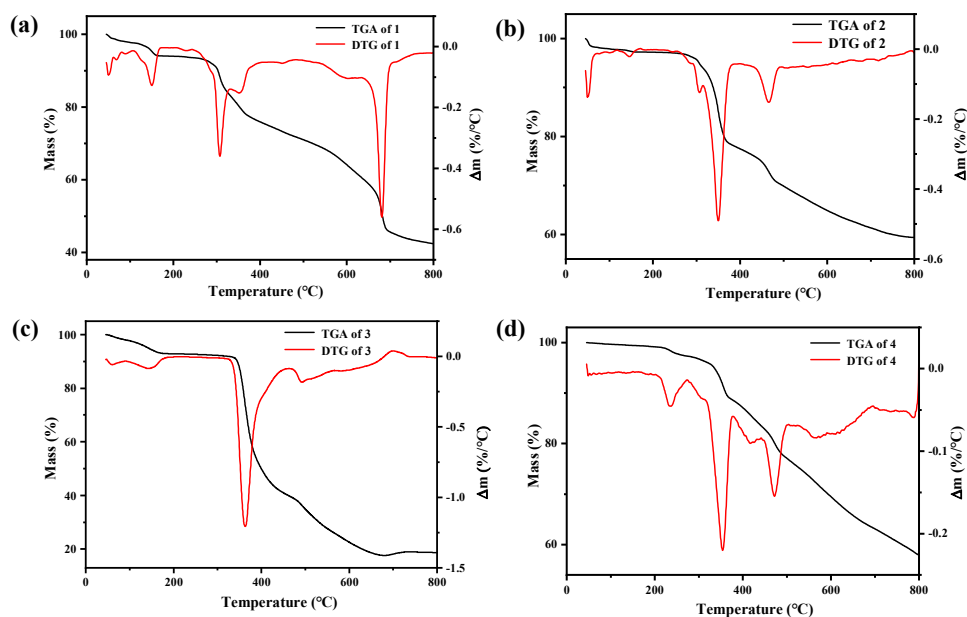 (a)
TGA of 1
DTG of 1
100
80
60
40
Mass (%)
0.0
-0.2
-0.4
-0.6
Δm (%/°C)
0
200
400
600
800
Temperature (°C)
(b)
TGA of 2
DTG of 2
100
80
60
Mass (%)
0.0
-0.2
-0.4
-0.6
Δm (%/°C)
0
200
400
600
800
Temperature (°C)
(c)
TGA of 3
DTG of 3
100
80
60
40
20
Mass (%)
0.0
-0.5
-1.0
-1.5
Δm (%/°C)
0
200
400
600
800
Temperature (°C)
(d)
TGA of 4
DTG of 4
100
80
60
Mass (%)
0.0
-0.1
-0.2
Δm (%/°C)
0
200
400
600
800
Temperature (°C)